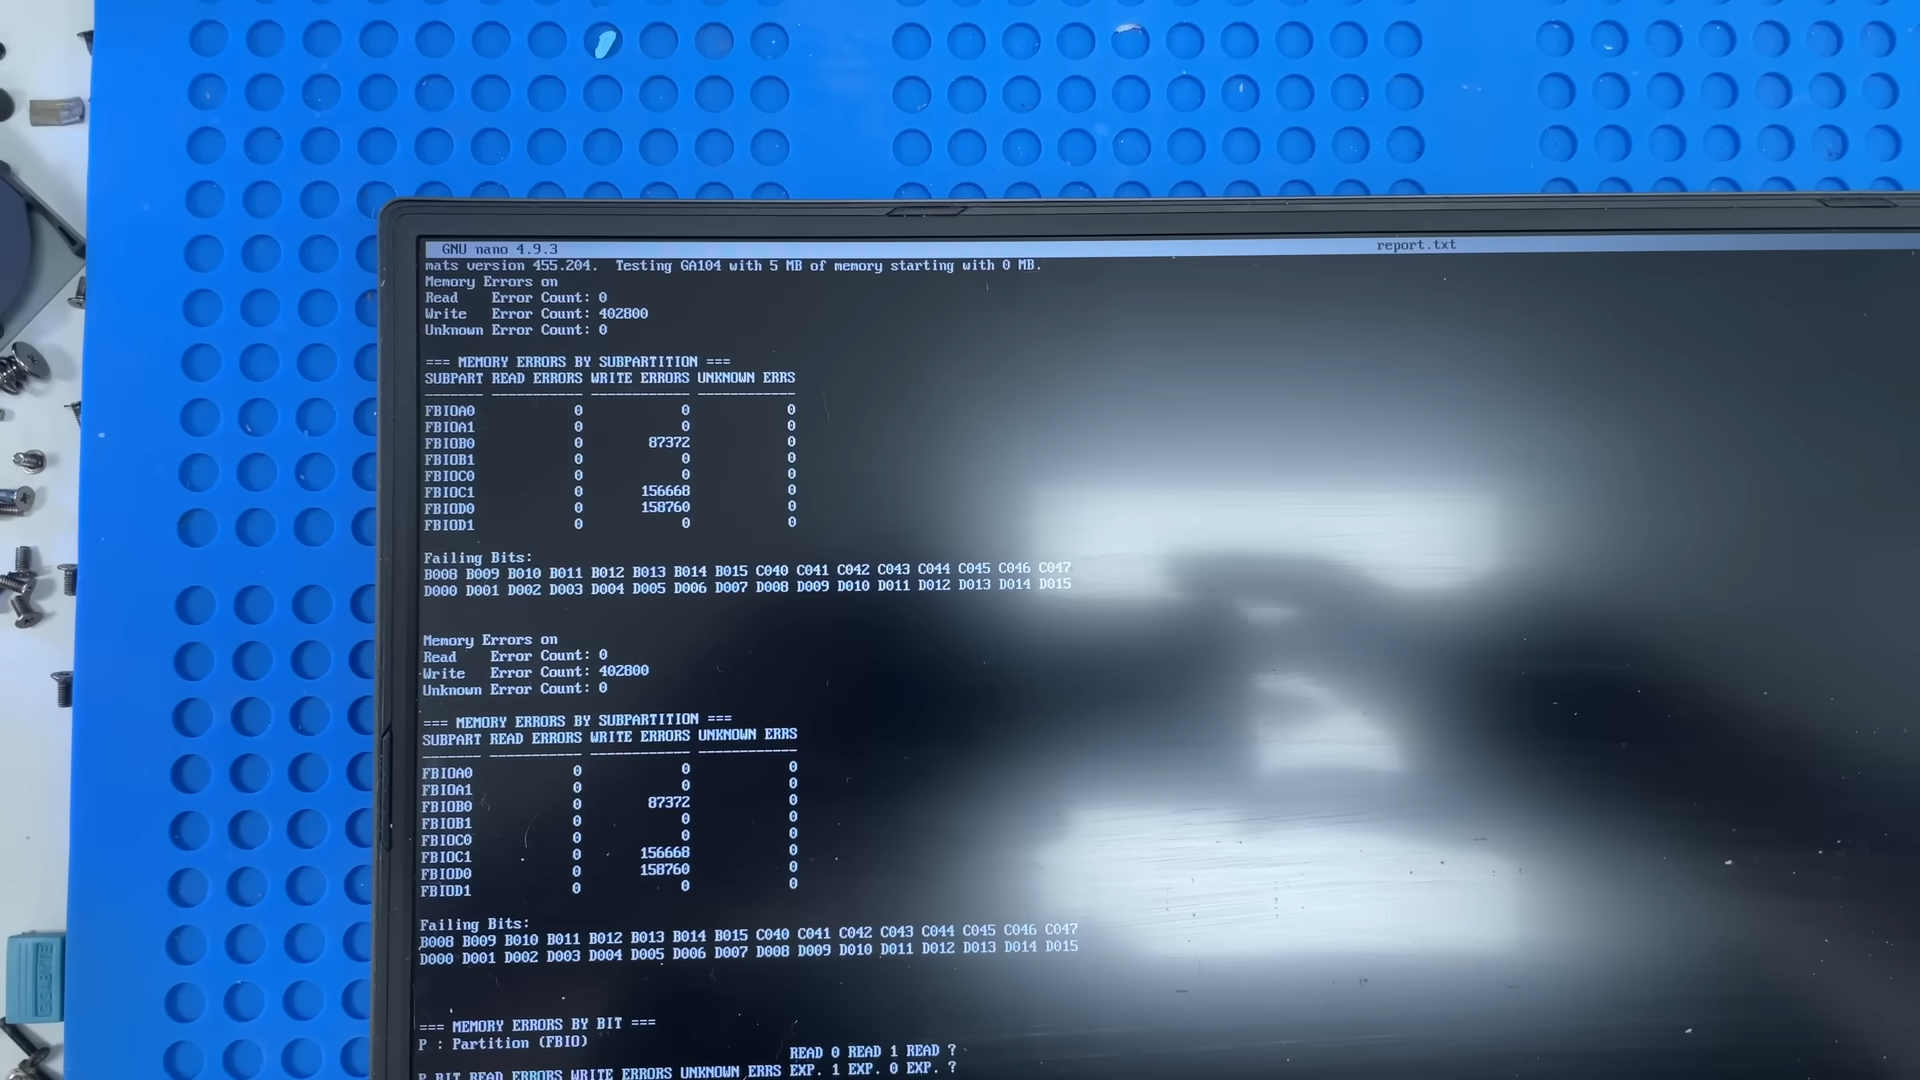 GNU nano 4.9.3 report.txt
mats version 455.204. Testing GA104 with 5 MB of memory starting with 0 MB.
Memory Errors on
Read Error Count: 0
Write Error Count: 402800
Unknown Error Count: 0
=== MEMORY ERRORS BY SUBPARTITION ===
SUBPART READ ERRORS WRITE ERRORS UNKNOWN ERRS
------- ----------- ------------ ------------
FBIOA0 0 0 0
FBIOA1 0 0 0
FBIOB0 0 87372 0
FBIOB1 0 0 0
FBIOC0 0 0 0
FBIOC1 0 156668 0
FBIOD0 0 158760 0
FBIOD1 0 0 0
Failing Bits:
B008 B009 B010 B011 B012 B013 B014 B015 C040 C041 C042 C043 C044 C045 C046 C047
D000 D001 D002 D003 D004 D005 D006 D007 D008 D009 D010 D011 D012 D013 D014 D015
Memory Errors on
Read Error Count: 0
Write Error Count: 402800
Unknown Error Count: 0
=== MEMORY ERRORS BY SUBPARTITION ===
SUBPART READ ERRORS WRITE ERRORS UNKNOWN ERRS
------- ----------- ------------ ------------
FBIOA0 0 0 0
FBIOA1 0 0 0
FBIOB0 0 87372 0
FBIOB1 0 0 0
FBIOC0 0 0 0
FBIOC1 0 156668 0
FBIOD0 0 158760 0
FBIOD1 0 0 0
Failing Bits:
B008 B009 B010 B011 B012 B013 B014 B015 C040 C041 C042 C043 C044 C045 C046 C047
D000 D001 D002 D003 D004 D005 D006 D007 D008 D009 D010 D011 D012 D013 D014 D015
=== MEMORY ERRORS BY BIT ===
P : Partition (FBIO)
READ 0 READ 1 READ ?
P BIT READ ERRORS WRITE ERRORS UNKNOWN ERRS EXP. 1 EXP. 0 EXP. ?